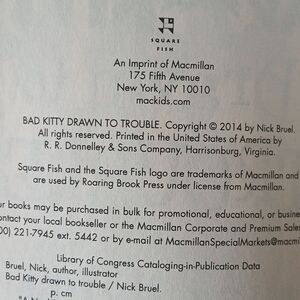 SQUARE
FISH
An Imprint of Macmillan
175 Fifth Avenue
New York, NY 10010
mackids.com
BAD KITTY DRAWN TO TROUBLE. Copyright © 2014 by Nick Bruel.
All rights reserved. Printed in the United States of America by
R. R. Donnelley & Sons Company, Harrisonburg, Virginia.
Square Fish and the Square Fish logo are trademarks of Macmillan and
are used by Roaring Brook Press under license from Macmillan.
ur books may be purchased in bulk for promotional, educational, or busine
ontact your local bookseller or the Macmillan Corporate and Premium Sales
00) 221-7945 ext. 5442 or by e-mail at MacmillanSpecialMarkets@macmi
Library of Congress Cataloging-in-Publication Data
Bruel, Nick, author, illustrator
Bad Kitty drawn to trouble / Nick Bruel.
p. cm